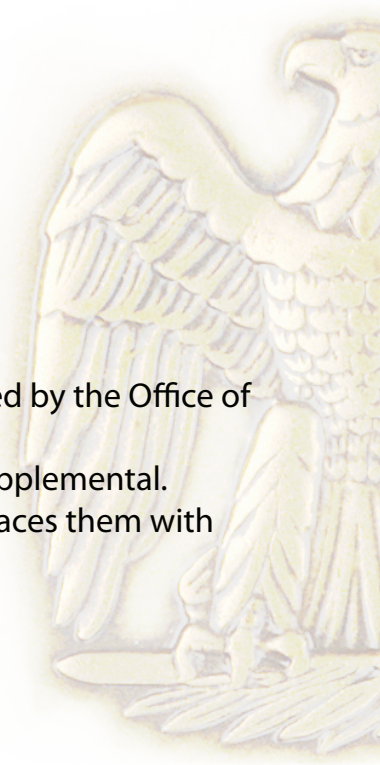 ed by the Office of
pplemental.
aces them with